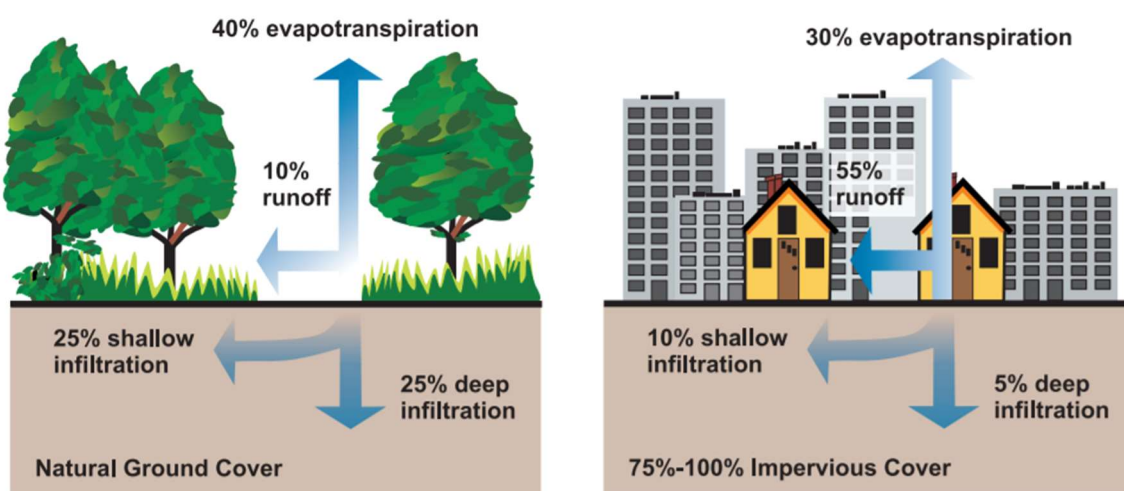 40% evapotranspiration
10%
runoff
25% shallow
infiltration
25% deep
infiltration
Natural Ground Cover
30% evapotranspiration
55%
runoff
10% shallow
infiltration
5% deep
infiltration
75%-100% Impervious Cover